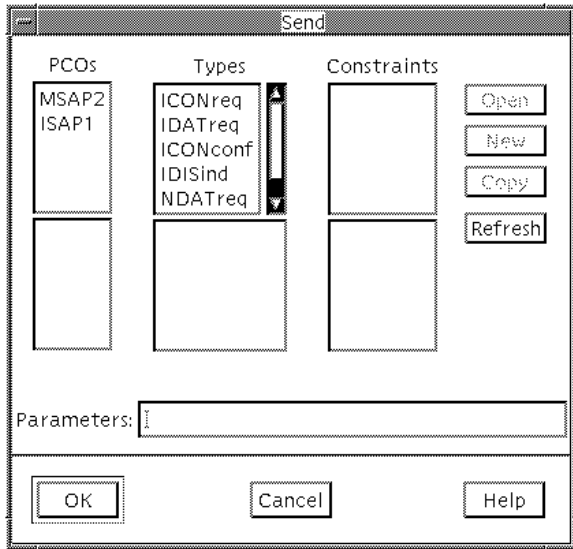 Send
PCOs Types Constraints
MSAP2
ISAP1
ICONreq
IDATreq
ICONconf
IDISind
NDATreq
Open
New
Copy
Refresh
Parameters:
OK Cancel Help